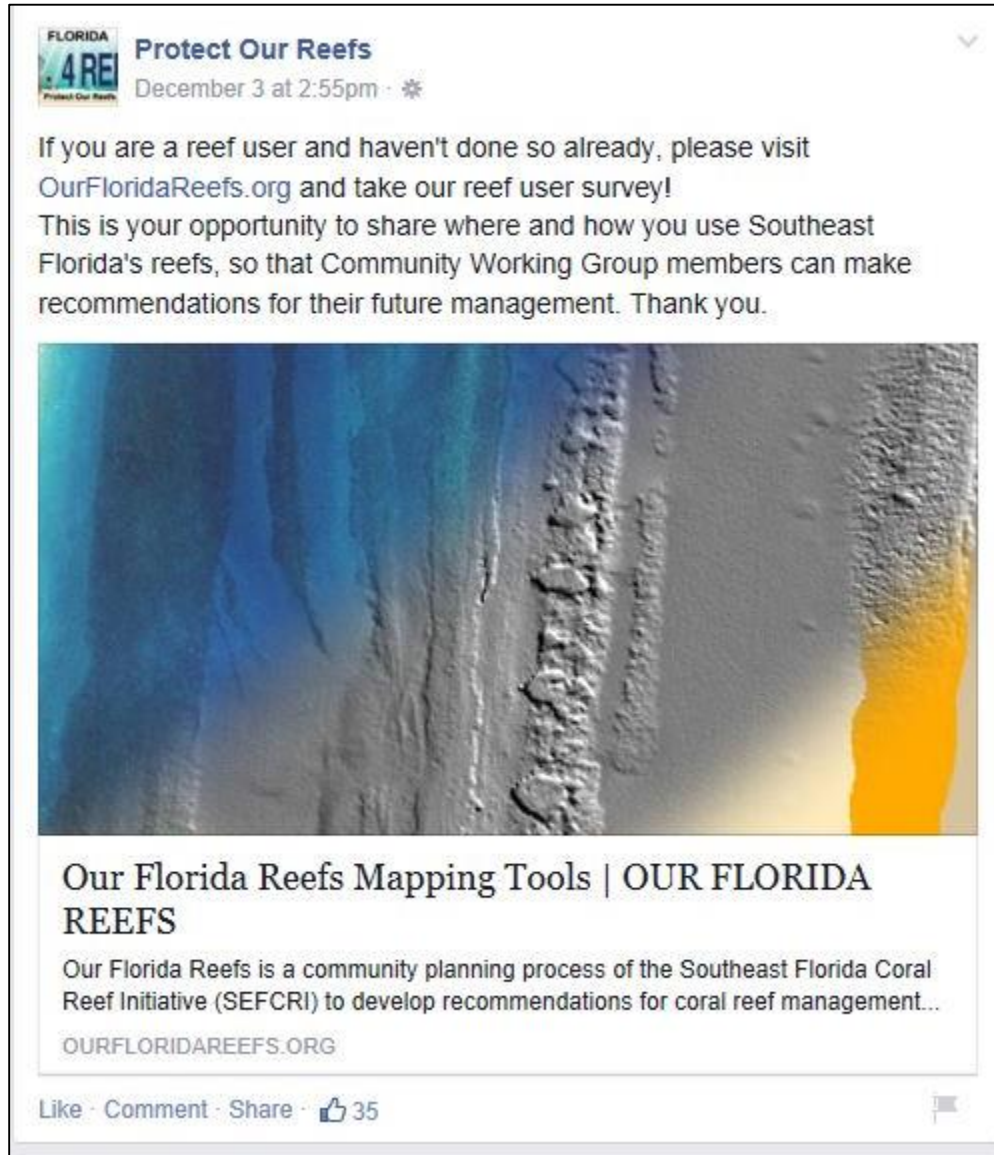 FLORIDA
4 REE
Protect Our Reefs
Protect Our Reefs
December 3 at 2:55pm ·
If you are a reef user and haven't done so already, please visit
OurFloridaReefs.org and take our reef user survey!
This is your opportunity to share where and how you use Southeast
Florida's reefs, so that Community Working Group members can make
recommendations for their future management. Thank you.
Our Florida Reefs Mapping Tools | OUR FLORIDA
REEFS
Our Florida Reefs is a community planning process of the Southeast Florida Coral
Reef Initiative (SEFCRI) to develop recommendations for coral reef management...
OURFLORIDAREEFS.ORG
Like · Comment · Share · 35